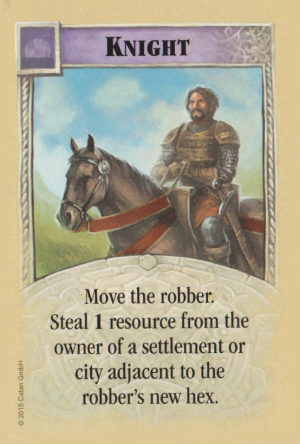 KNIGHT
Move the robber.
Steal 1 resource from the
owner of a settlement or
city adjacent to the
robber's new hex.
© 2015 Catan GmbH